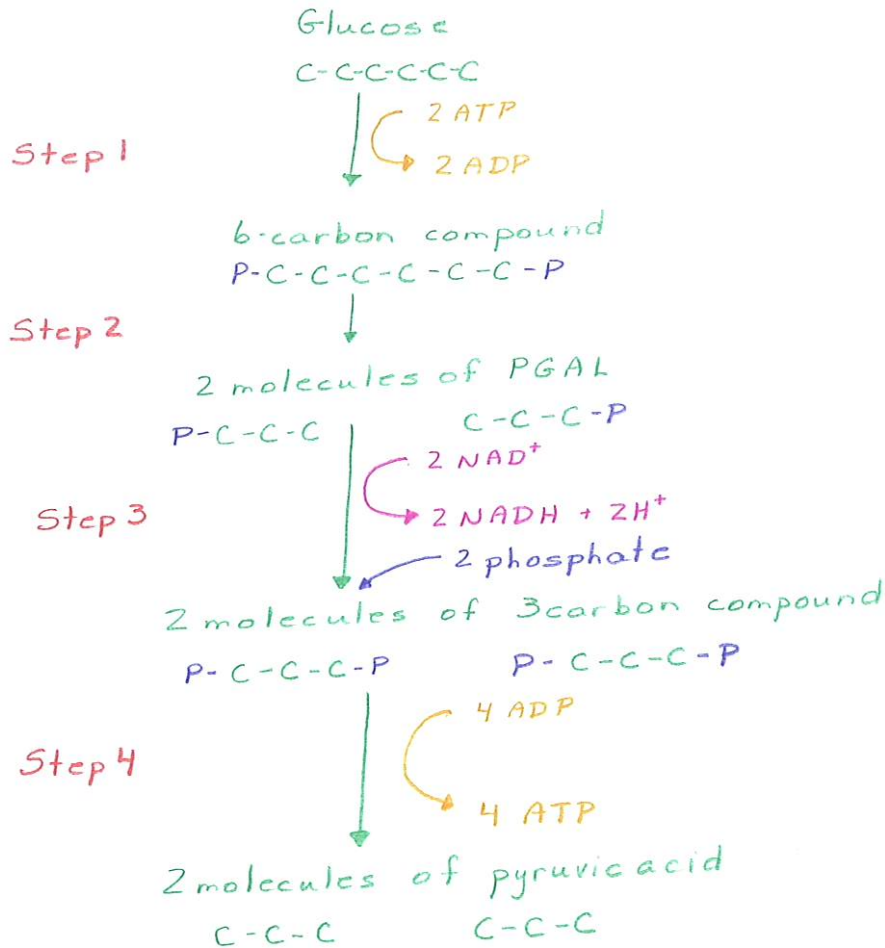 Glucose
C-C-C-C-C-C
2 ATP
Step 1
2 ADP
6-carbon compound
P-C-C-C-C-C-C-P
Step 2
2 molecules of PGAL
P-C-C-C C-C-C-P
2 NAD⁺
Step 3
2 NADH + 2H⁺
2 phosphate
2 molecules of 3carbon compound
P-C-C-C-P P-C-C-C-P
4 ADP
Step 4
4 ATP
2 molecules of pyruvic acid
C-C-C C-C-C